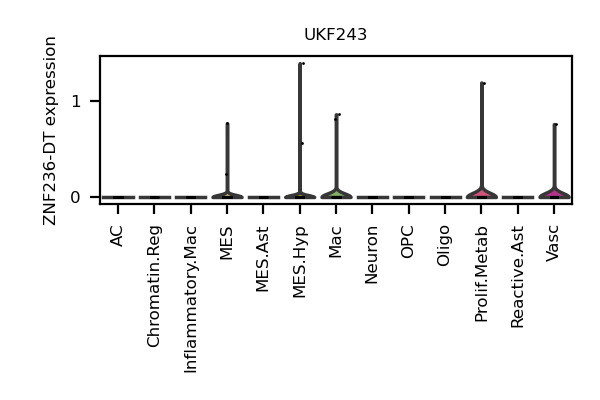 UKF243
ZNF236-DT expression
1
0
AC
Chromatin.Reg
Inflammatory.Mac
MES
MES.Ast
MES.Hyp
Mac
Neuron
OPC
Oligo
Prolif.Metab
Reactive.Ast
Vasc